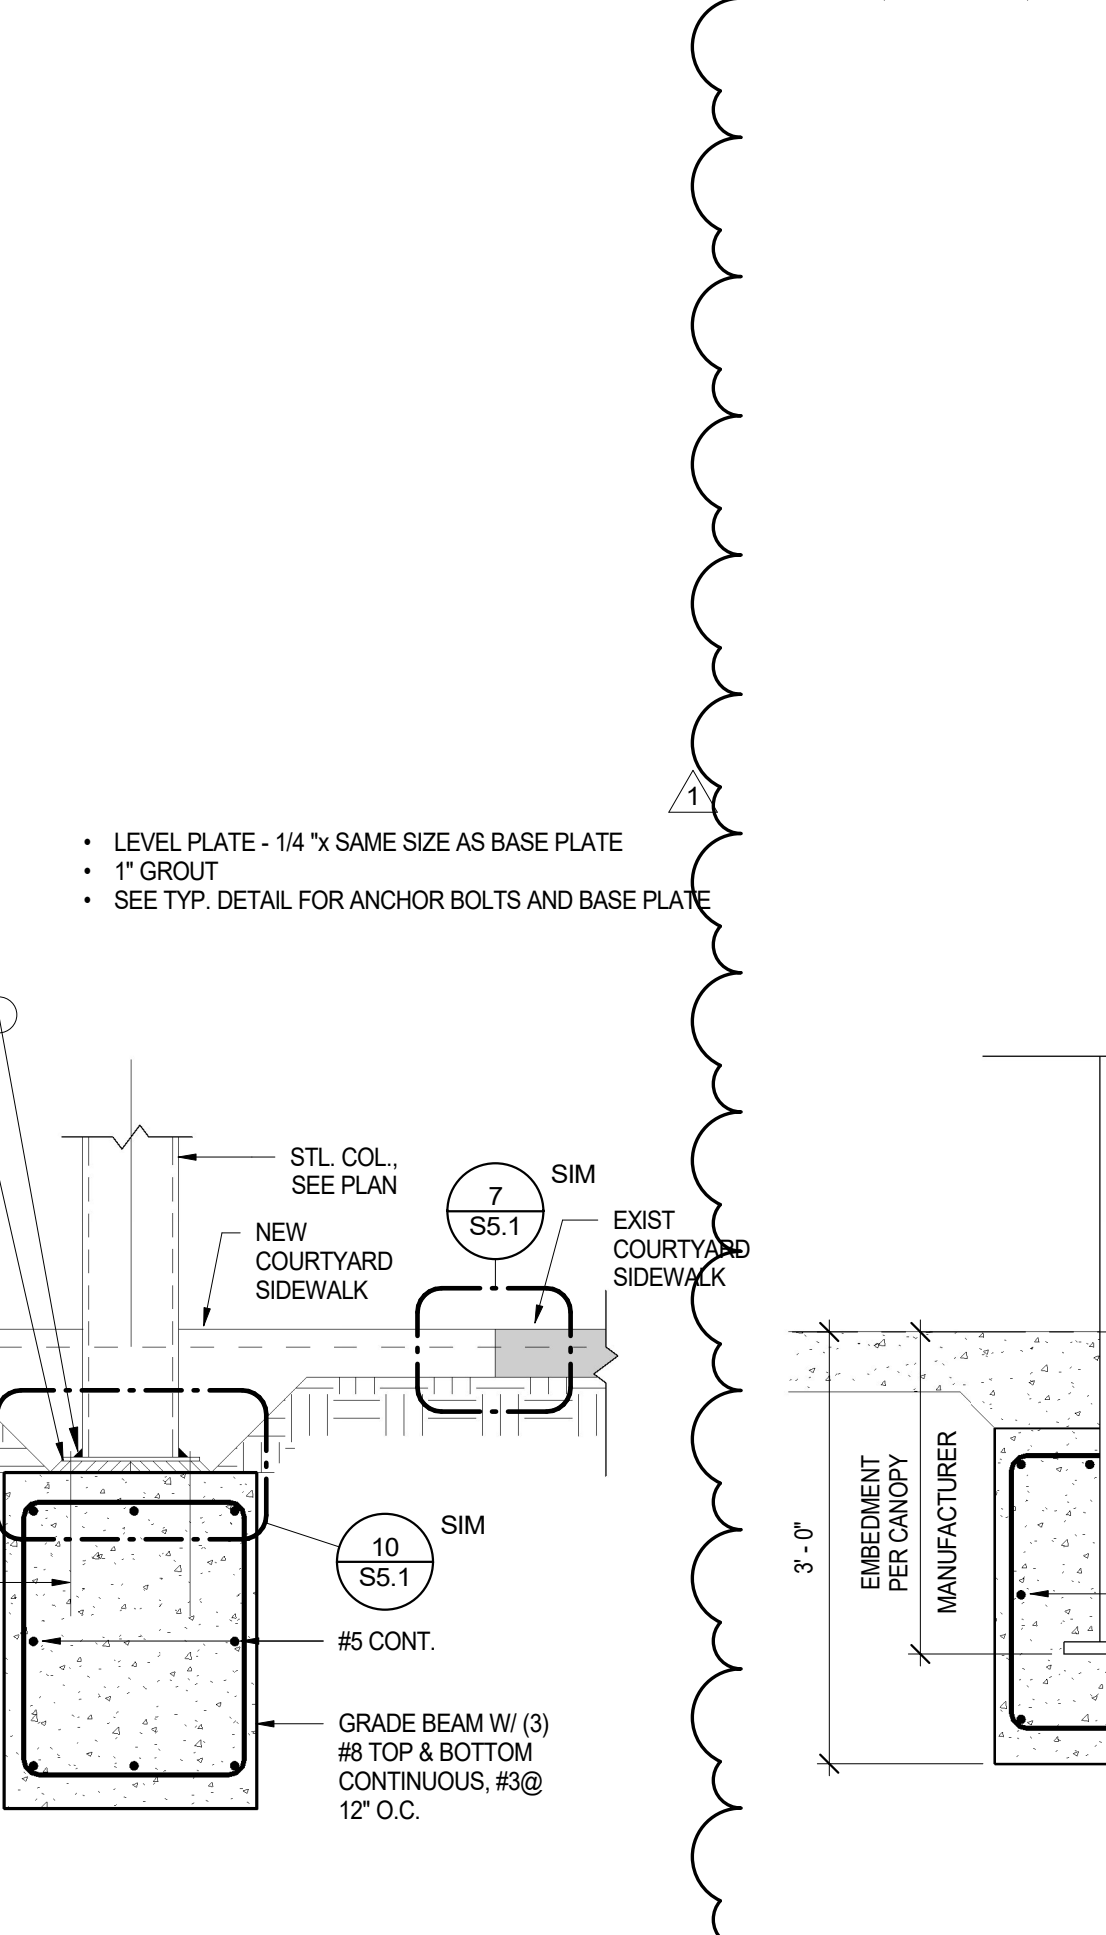 1
• LEVEL PLATE - 1/4 "x SAME SIZE AS BASE PLATE
• 1" GROUT
• SEE TYP. DETAIL FOR ANCHOR BOLTS AND BASE PLATE
STL. COL.,
SEE PLAN
7
S5.1
SIM
NEW
COURTYARD
SIDEWALK
EXIST
COURTYARD
SIDEWALK
10
S5.1
SIM
#5 CONT.
GRADE BEAM W/ (3)
#8 TOP & BOTTOM
CONTINUOUS, #3@
12" O.C.
3' - 0"
EMBEDMENT
PER CANOPY
MANUFACTURER